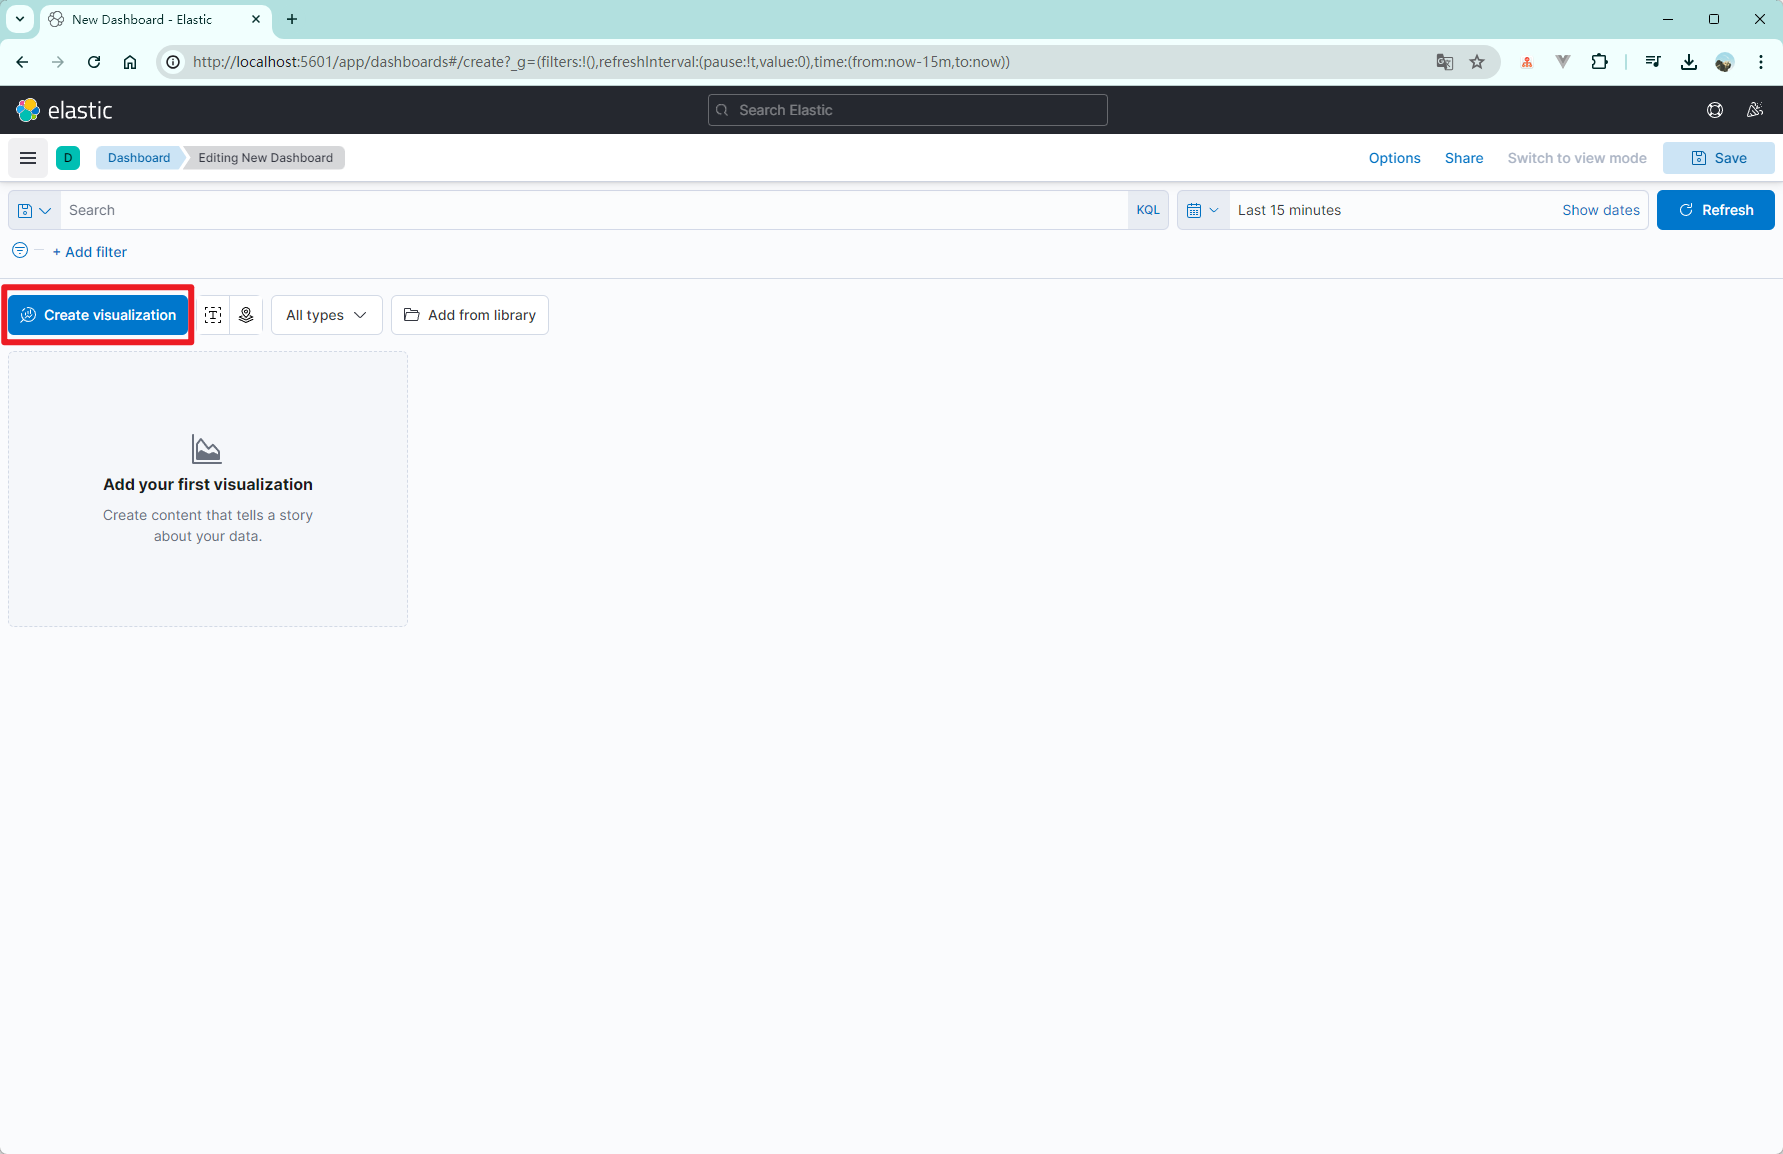 New Dashboard - Elastic
http://localhost:5601/app/dashboards#/create?_g=(filters:!(),refreshInterval:(pause:!t,value:0),time:(from:now-15m,to:now))
elastic
Search Elastic
D
Dashboard
Editing New Dashboard
Options
Share
Switch to view mode
Save
Search
KQL
Last 15 minutes
Show dates
Refresh
+ Add filter
Create visualization
All types
Add from library
Add your first visualization
Create content that tells a story
about your data.